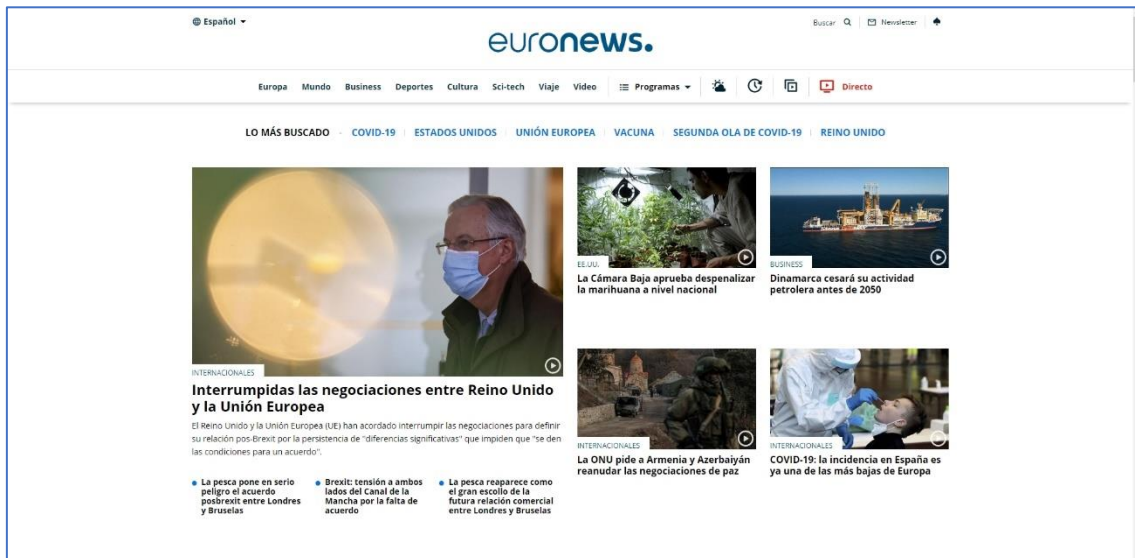 Español
Buscar
Newsletter
euronews.
Europa Mundo Business Deportes Cultura Sci-tech Viaje Video Programas Directo
LO MÁS BUSCADO COVID-19 ESTADOS UNIDOS UNIÓN EUROPEA VACUNA SEGUNDA OLA DE COVID-19 REINO UNIDO
INTERNACIONALES
Interrumpidas las negociaciones entre Reino Unido
y la Unión Europea
El Reino Unido y la Unión Europea (UE) han acordado interrumpir las negociaciones para definir
su relación pos-Brexit por la persistencia de "diferencias significativas" que impiden que "se den
las condiciones para un acuerdo".
La pesca pone en serio
peligro el acuerdo
posbrexit entre Londres
y Bruselas
Brexit: tensión a ambos
lados del Canal de la
Mancha por la falta de
acuerdo
La pesca reaparece como
el gran escollo de la
futura relación comercial
entre Londres y Bruselas
EE.UU.
La Cámara Baja aprueba despenalizar
la marihuana a nivel nacional
BUSINESS
Dinamarca cesará su actividad
petrolera antes de 2050
INTERNACIONALES
La ONU pide a Armenia y Azerbaiyán
reanudar las negociaciones de paz
INTERNACIONALES
COVID-19: la incidencia en España es
ya una de las más bajas de Europa